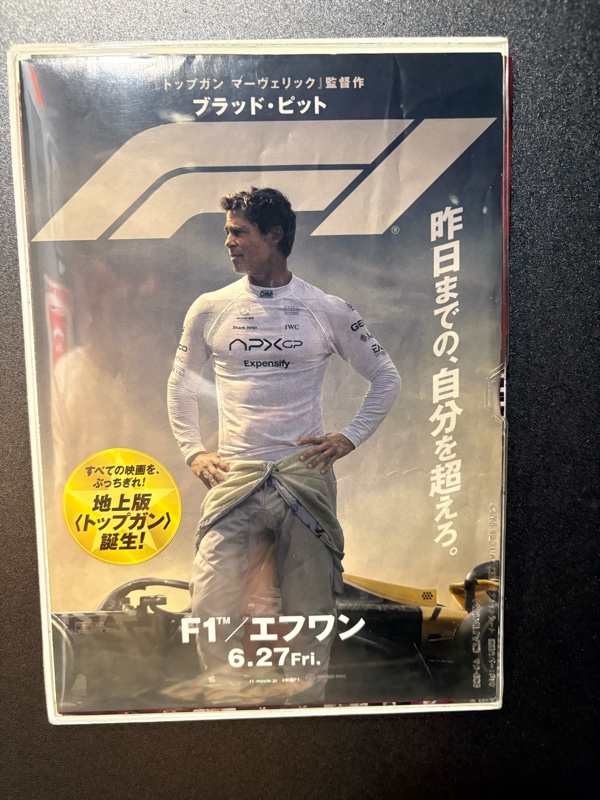 『トップガン マーヴェリック』監督作
ブラッド・ピット
F1®
昨日までの、自分を超えろ。
IWC
APXGP
Expensify
すべての映画を、
ぶっちぎれ!
地上版
〈トップガン〉
誕生!
F1™/エフワン
6.27Fri.